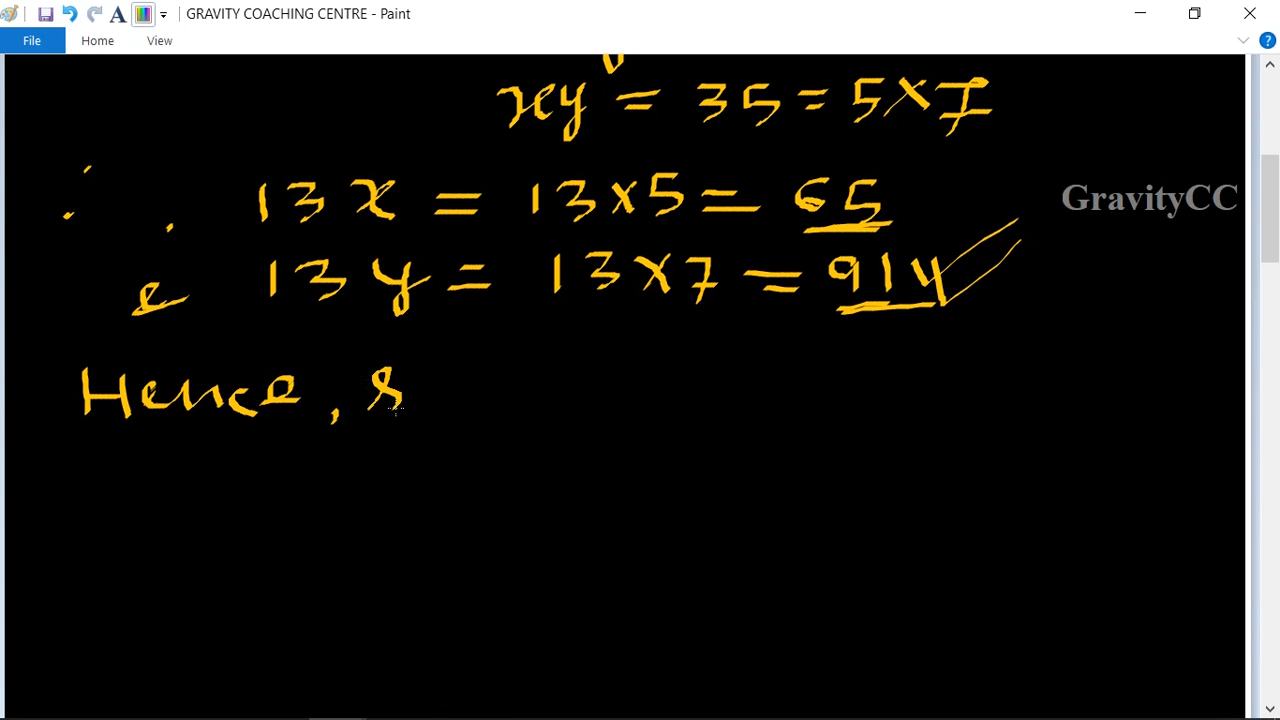 GRAVITY COACHING CENTRE - Paint
File Home View
xy = 35 = 5×7
∴ 13x = 13×5 = 65
GravityCC
13y = 13×7 = 91
Hence, s